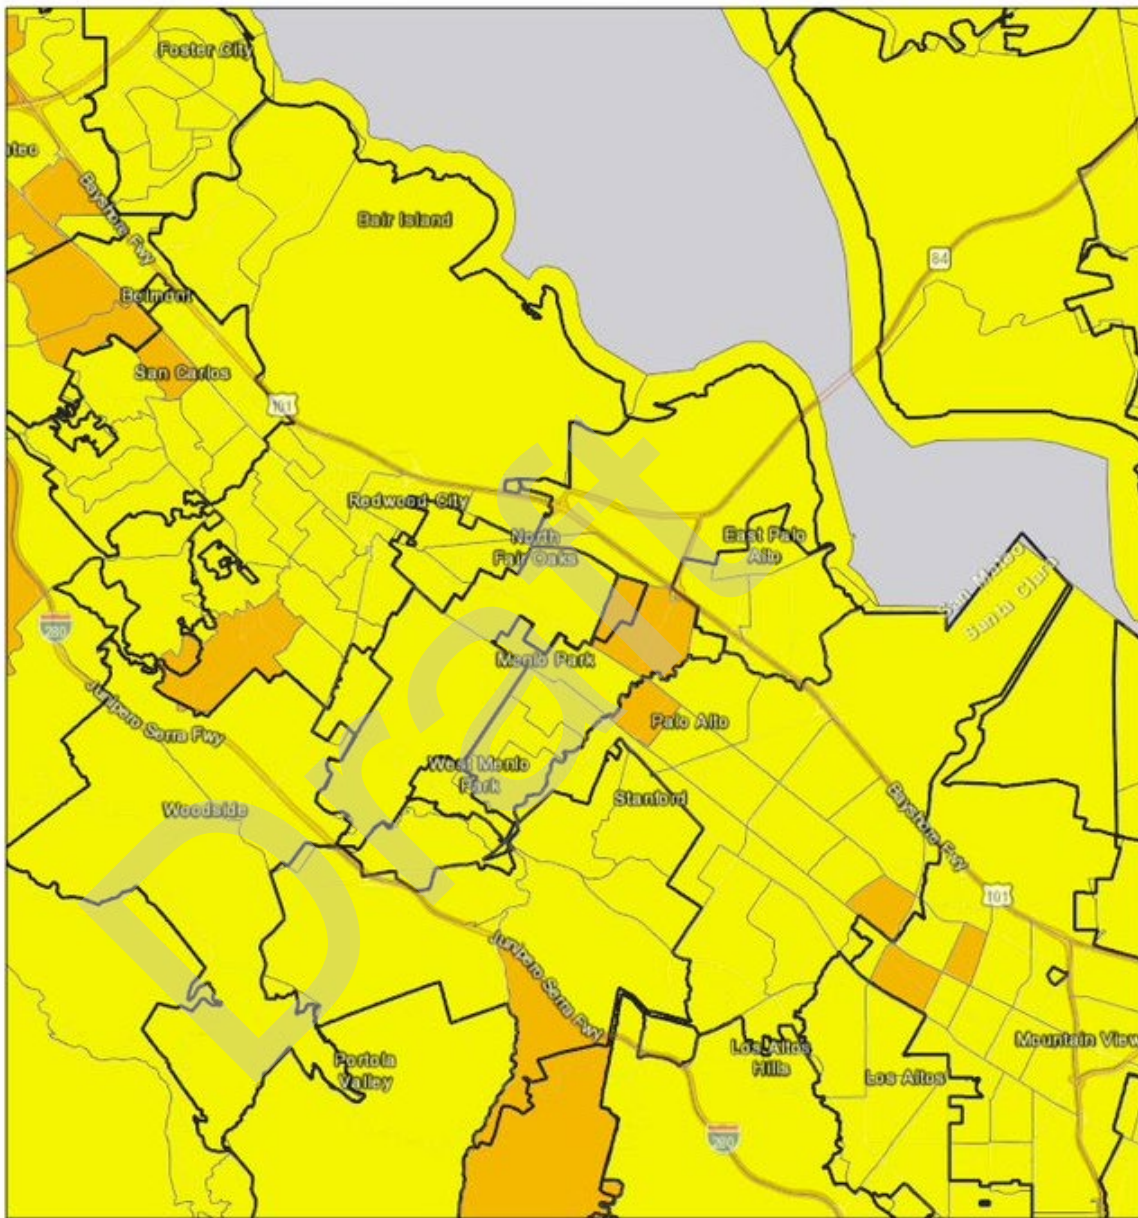 Foster City
ateo
Bayshore Fwy
Bair Island
84
Belmont
San Carlos
101
Redwood City
North
Fair Oaks
East Palo
Alto
San Mateo
Santa Clara
280
Menlo Park
Junipero Serra Fwy
Palo Alto
West Menlo
Park
Stanford
Woodside
Bayshore Fwy
101
Draft
Junipero Serra Fwy
Portola
Valley
Los Altos
Hills
Los Altos
Mountain View
280